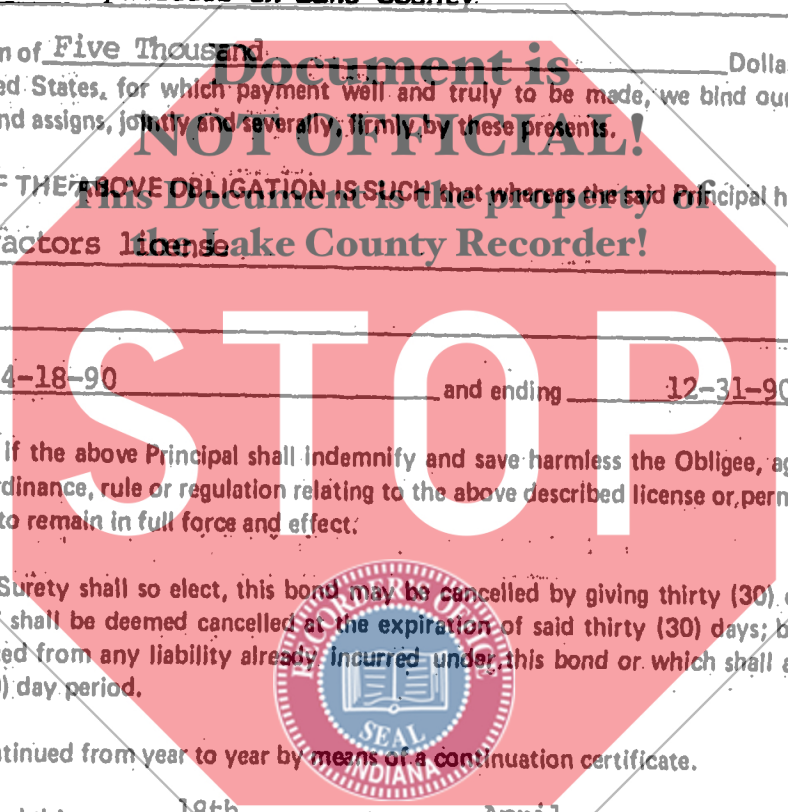 in Lake County.
m of Five Thousand Dolla
ed States, for which payment well and truly to be made, we bind our
nd assigns, jointly and severally, firmly by these presents.
Document is
NOT OFFICIAL!
This Document is the property of
the Lake County Recorder!
F THE ABOVE OBLIGATION IS SUCH that whereas the said Principal h
actors license
STOP
4-18-90 and ending 12-31-90
if the above Principal shall indemnify and save harmless the Obligee, ag
rdinance, rule or regulation relating to the above described license or perm
to remain in full force and effect.
Surety shall so elect, this bond may be cancelled by giving thirty (30)
shall be deemed cancelled at the expiration of said thirty (30) days; b
ed from any liability already incurred under this bond or which shall a
) day period.
RECORDER'S OFFICE
SEAL
INDIANA
tinued from year to year by means of a continuation certificate.
18th April